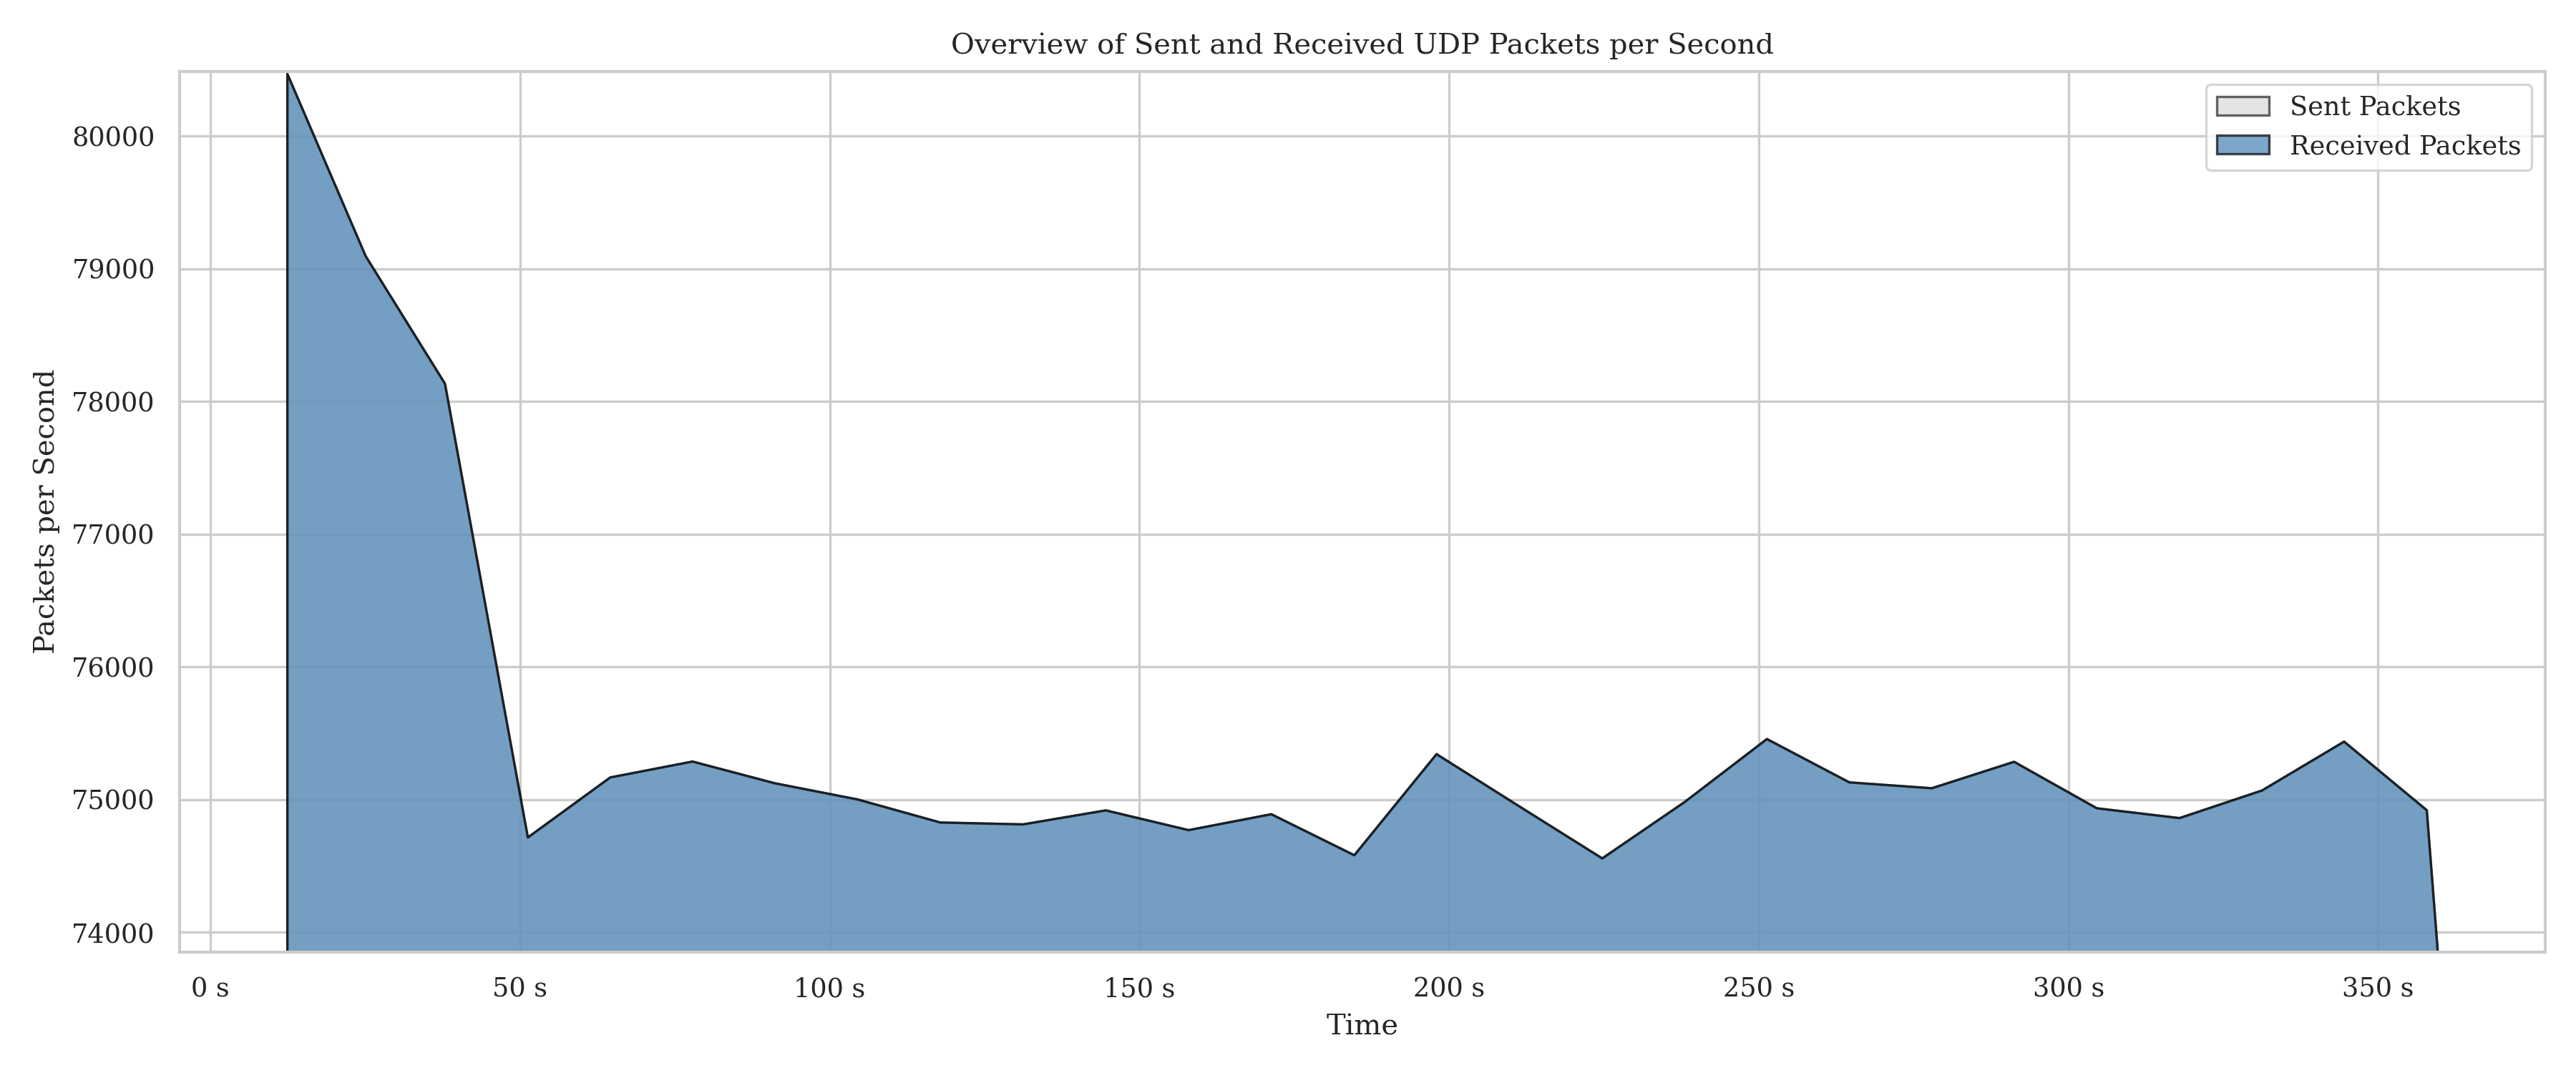 Overview of Sent and Received UDP Packets per Second
Sent Packets
Received Packets
Packets per Second
80000
79000
78000
77000
76000
75000
74000
0 s
50 s
100 s
150 s
200 s
250 s
300 s
350 s
Time